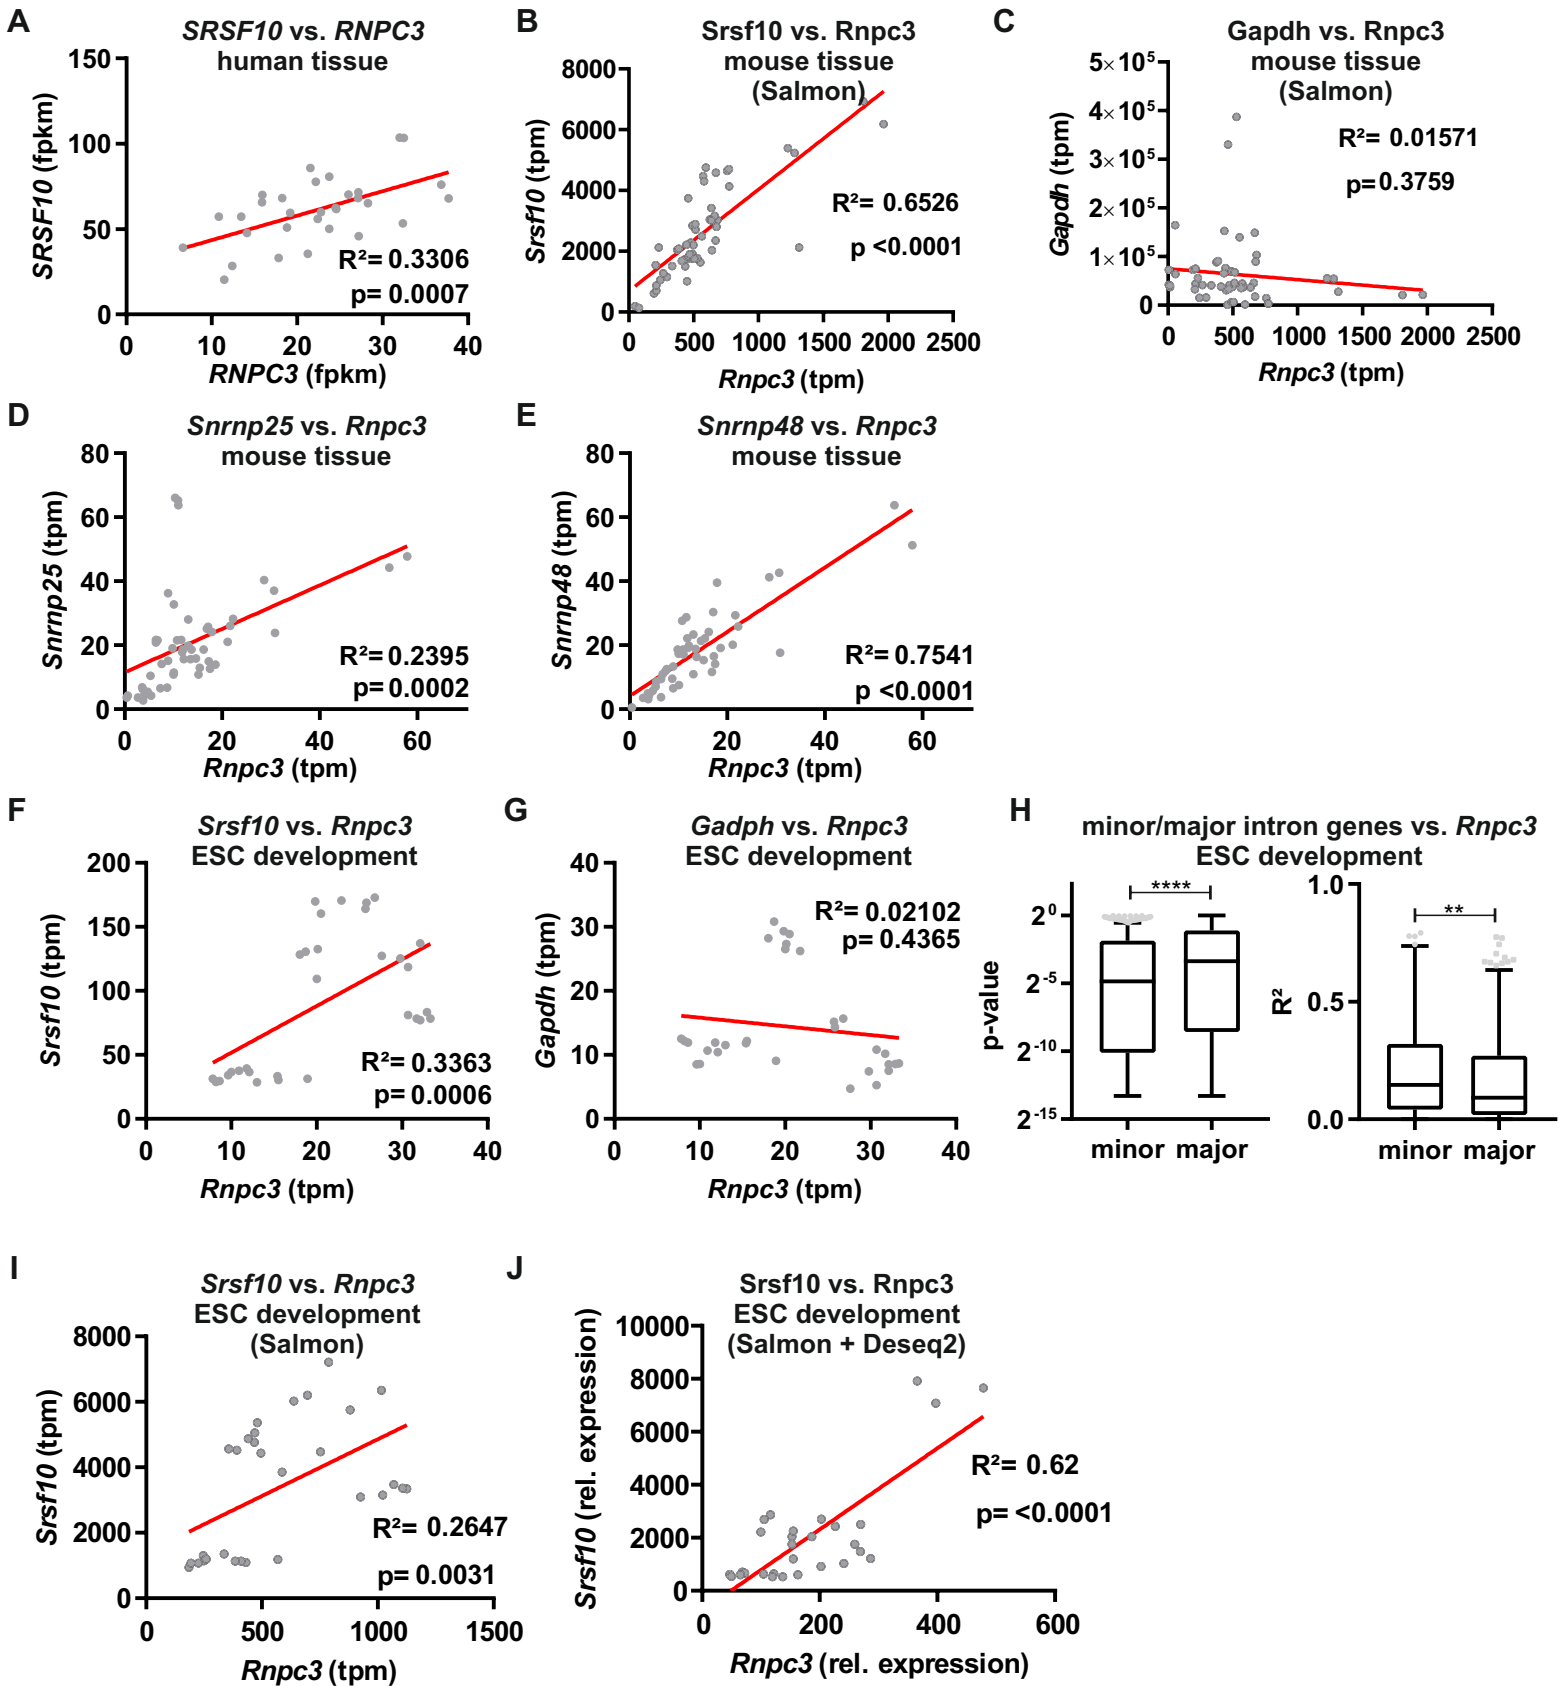 A
SRSF10 vs. RNPC3
human tissue
150
100
50
0
SRSF10 (fpkm)
R²= 0.3306
p= 0.0007
0 10 20 30 40
RNPC3 (fpkm)
B
Srsf10 vs. Rnpc3
mouse tissue
(Salmon)
8000
6000
4000
2000
0
Srsf10 (tpm)
R²= 0.6526
p <0.0001
0 500 1000 1500 2000 2500
Rnpc3 (tpm)
C
Gapdh vs. Rnpc3
mouse tissue
(Salmon)
5×10⁵
4×10⁵
3×10⁵
2×10⁵
1×10⁵
0
Gapdh (tpm)
R²= 0.01571
p=0.3759
0 500 1000 1500 2000 2500
Rnpc3 (tpm)
D
Snrnp25 vs. Rnpc3
mouse tissue
80
60
40
20
0
Snrnp25 (tpm)
R²=0.2395
p=0.0002
0 20 40 60
Rnpc3 (tpm)
E
Snrnp48 vs. Rnpc3
mouse tissue
80
60
40
20
0
Snrnp48 (tpm)
R²=0.7541
p <0.0001
0 20 40 60
Rnpc3 (tpm)
F
Srsf10 vs. Rnpc3
ESC development
200
150
100
50
0
Srsf10 (tpm)
R²= 0.3363
p= 0.0006
0 10 20 30 40
Rnpc3 (tpm)
G
Gadph vs. Rnpc3
ESC development
40
30
20
10
0
Gapdh (tpm)
R²= 0.02102
p= 0.4365
0 10 20 30 40
Rnpc3 (tpm)
H
minor/major intron genes vs. Rnpc3
ESC development
****
2⁰
2⁻⁵
2⁻¹⁰
2⁻¹⁵
p-value
minor major
**
1.0
0.5
0.0
R²
minor major
I
Srsf10 vs. Rnpc3
ESC development
(Salmon)
8000
6000
4000
2000
0
Srsf10 (tpm)
R²= 0.2647
p= 0.0031
0 500 1000 1500
Rnpc3 (tpm)
J
Srsf10 vs. Rnpc3
ESC development
(Salmon + Deseq2)
10000
8000
6000
4000
2000
0
Srsf10 (rel. expression)
R²= 0.62
p= <0.0001
0 200 400 600
Rnpc3 (rel. expression)